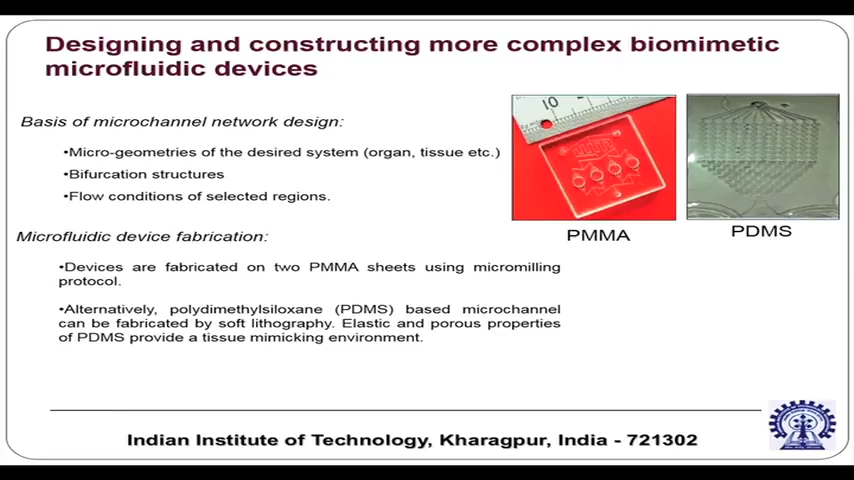 Designing and constructing more complex biomimetic
microfluidic devices
Basis of microchannel network design:
•Micro-geometries of the desired system (organ, tissue etc.)
•Bifurcation structures
•Flow conditions of selected regions.
10
PMMA
PDMS
Microfluidic device fabrication:
•Devices are fabricated on two PMMA sheets using micromilling
protocol.
•Alternatively, polydimethylsiloxane (PDMS) based microchannel
can be fabricated by soft lithography. Elastic and porous properties
of PDMS provide a tissue mimicking environment.
Indian Institute of Technology, Kharagpur, India - 721302